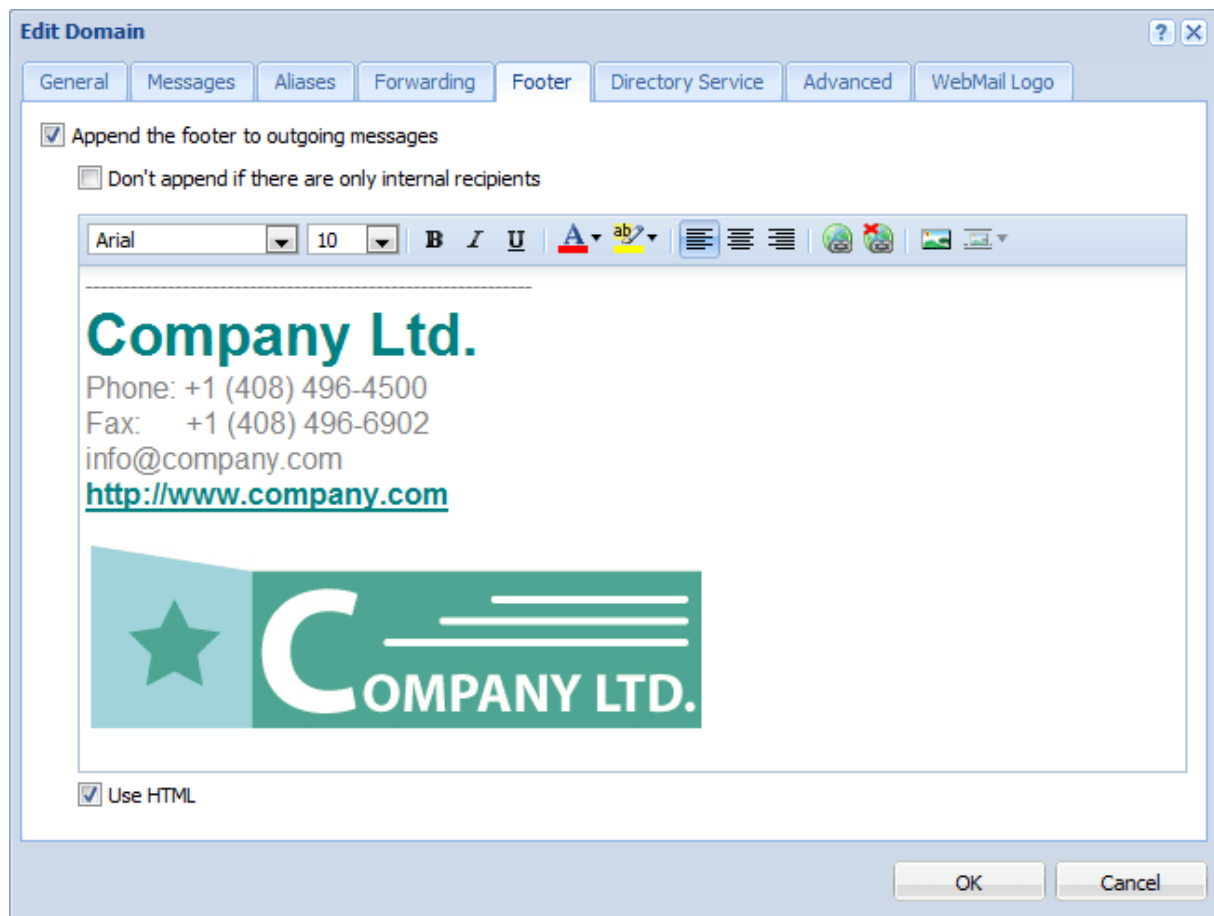 Edit Domain
General Messages Aliases Forwarding Footer Directory Service Advanced WebMail Logo
Append the footer to outgoing messages
Don't append if there are only internal recipients
Arial 10 B I U A ab
------------------------------------------------------------
Company Ltd.
Phone: +1 (408) 496-4500
Fax: +1 (408) 496-6902
info@company.com
http://www.company.com
COMPANY LTD.
Use HTML
OK Cancel